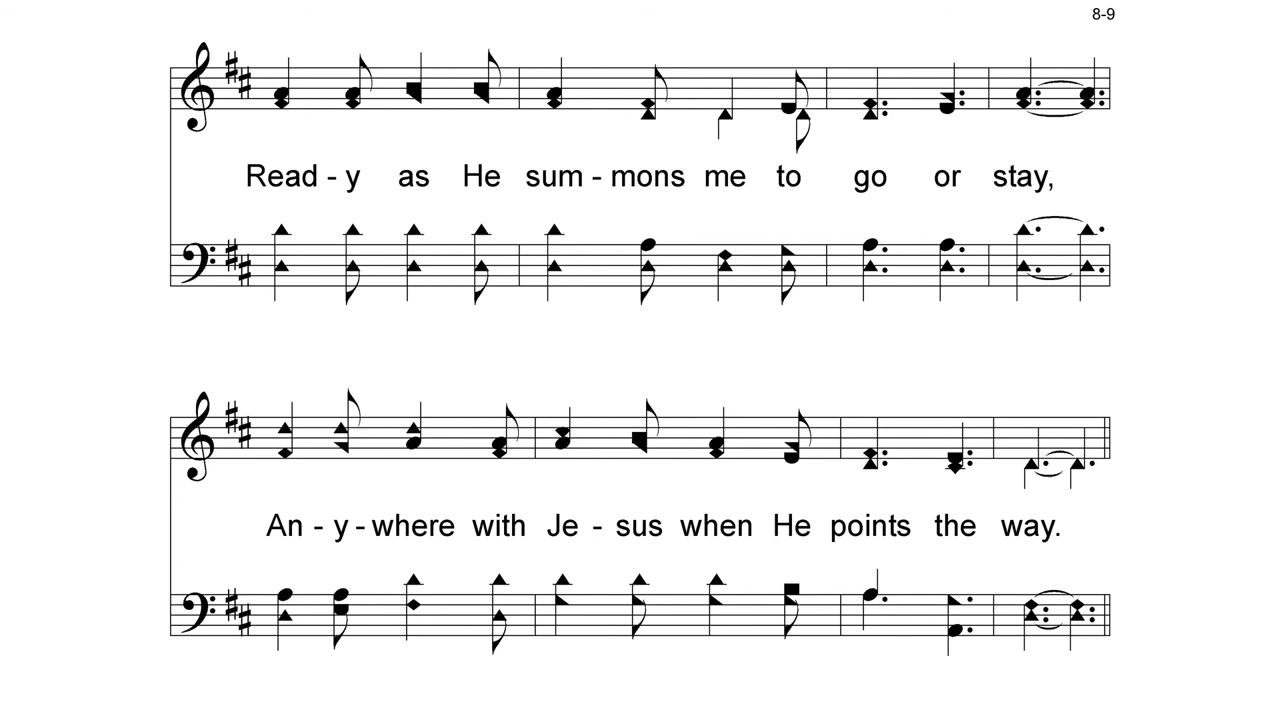 8-9
Read - y as He sum - mons me to go or stay,
An - y - where with Je - sus when He points the way.